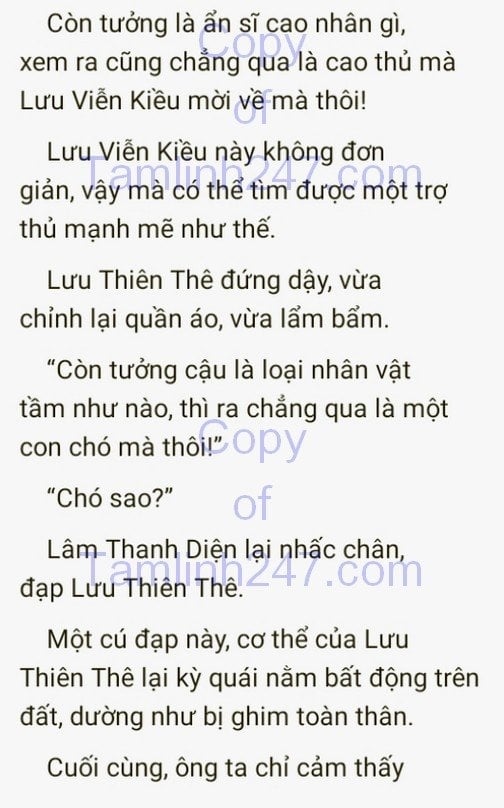 Còn tưởng là ẩn sĩ cao nhân gì,
xem ra cũng chẳng qua là cao thủ mà
Lưu Viễn Kiều mời về mà thôi!
Lưu Viễn Kiều này không đơn
giản, vậy mà có thể tìm được một trợ
thủ mạnh mẽ như thế.
Lưu Thiên Thê đứng dậy, vừa
chỉnh lại quần áo, vừa lẩm bẩm.
“Còn tưởng cậu là loại nhân vật
tầm như nào, thì ra chẳng qua là một
con chó mà thôi!”
“Chó sao?”
Lâm Thanh Diện lại nhấc chân,
đạp Lưu Thiên Thê.
Một cú đạp này, cơ thể của Lưu
Thiên Thê lại kỳ quái nằm bất động trên
đất, dường như bị ghim toàn thân.
Cuối cùng, ông ta chỉ cảm thấy
Copy
of
Tamlinh247.com
Copy
of
Tamlinh247.com